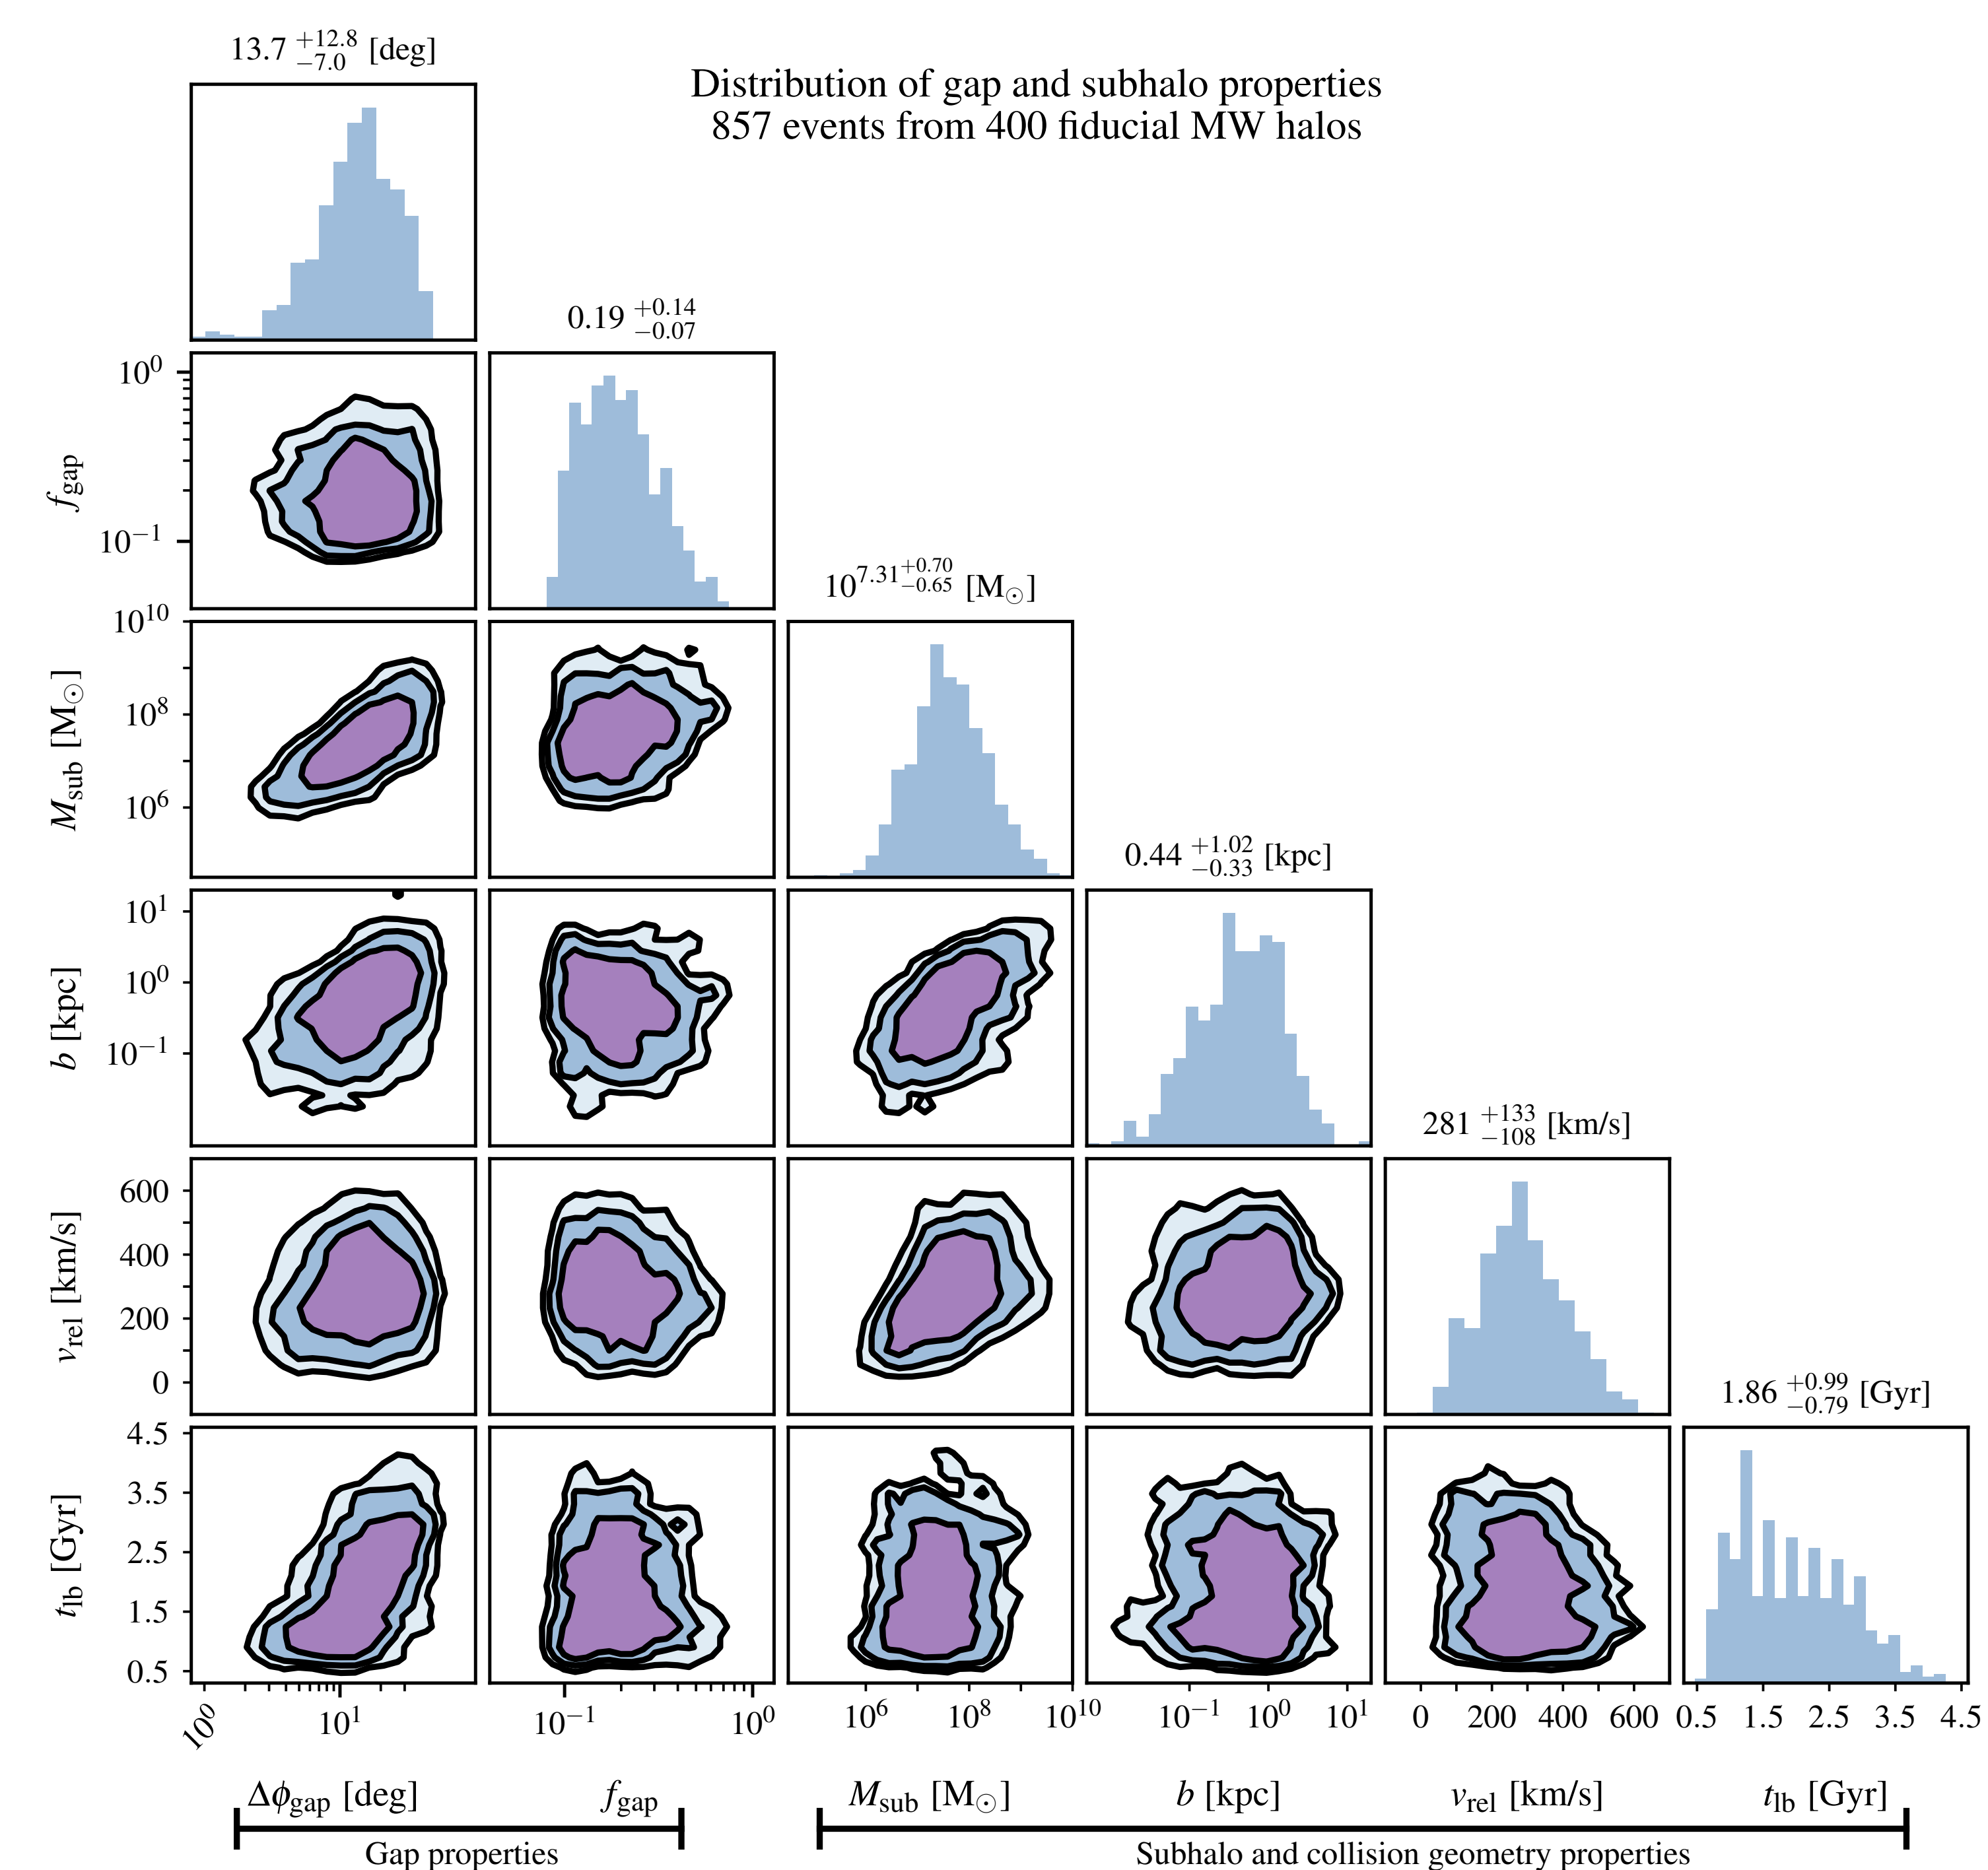 13.7 +12.8 −7.0 [deg]
Distribution of gap and subhalo properties
857 events from 400 fiducial MW halos
0.19 +0.14 −0.07
10^0
10^−1
f_gap
10^7.31 +0.70 −0.65 [M⊙]
10^10
10^8
10^6
M_sub [M⊙]
0.44 +1.02 −0.33 [kpc]
10^1
10^0
10^−1
b [kpc]
281 +133 −108 [km/s]
600
400
200
0
v_rel [km/s]
1.86 +0.99 −0.79 [Gyr]
4.5
3.5
2.5
1.5
0.5
t_lb [Gyr]
10^0 10^1 10^−1 10^0 10^6 10^8 10^10 10^−1 10^0 10^1 0 200 400 600 0.5 1.5 2.5 3.5 4.5
Δϕ_gap [deg] f_gap M_sub [M⊙] b [kpc] v_rel [km/s] t_lb [Gyr]
Gap properties Subhalo and collision geometry properties